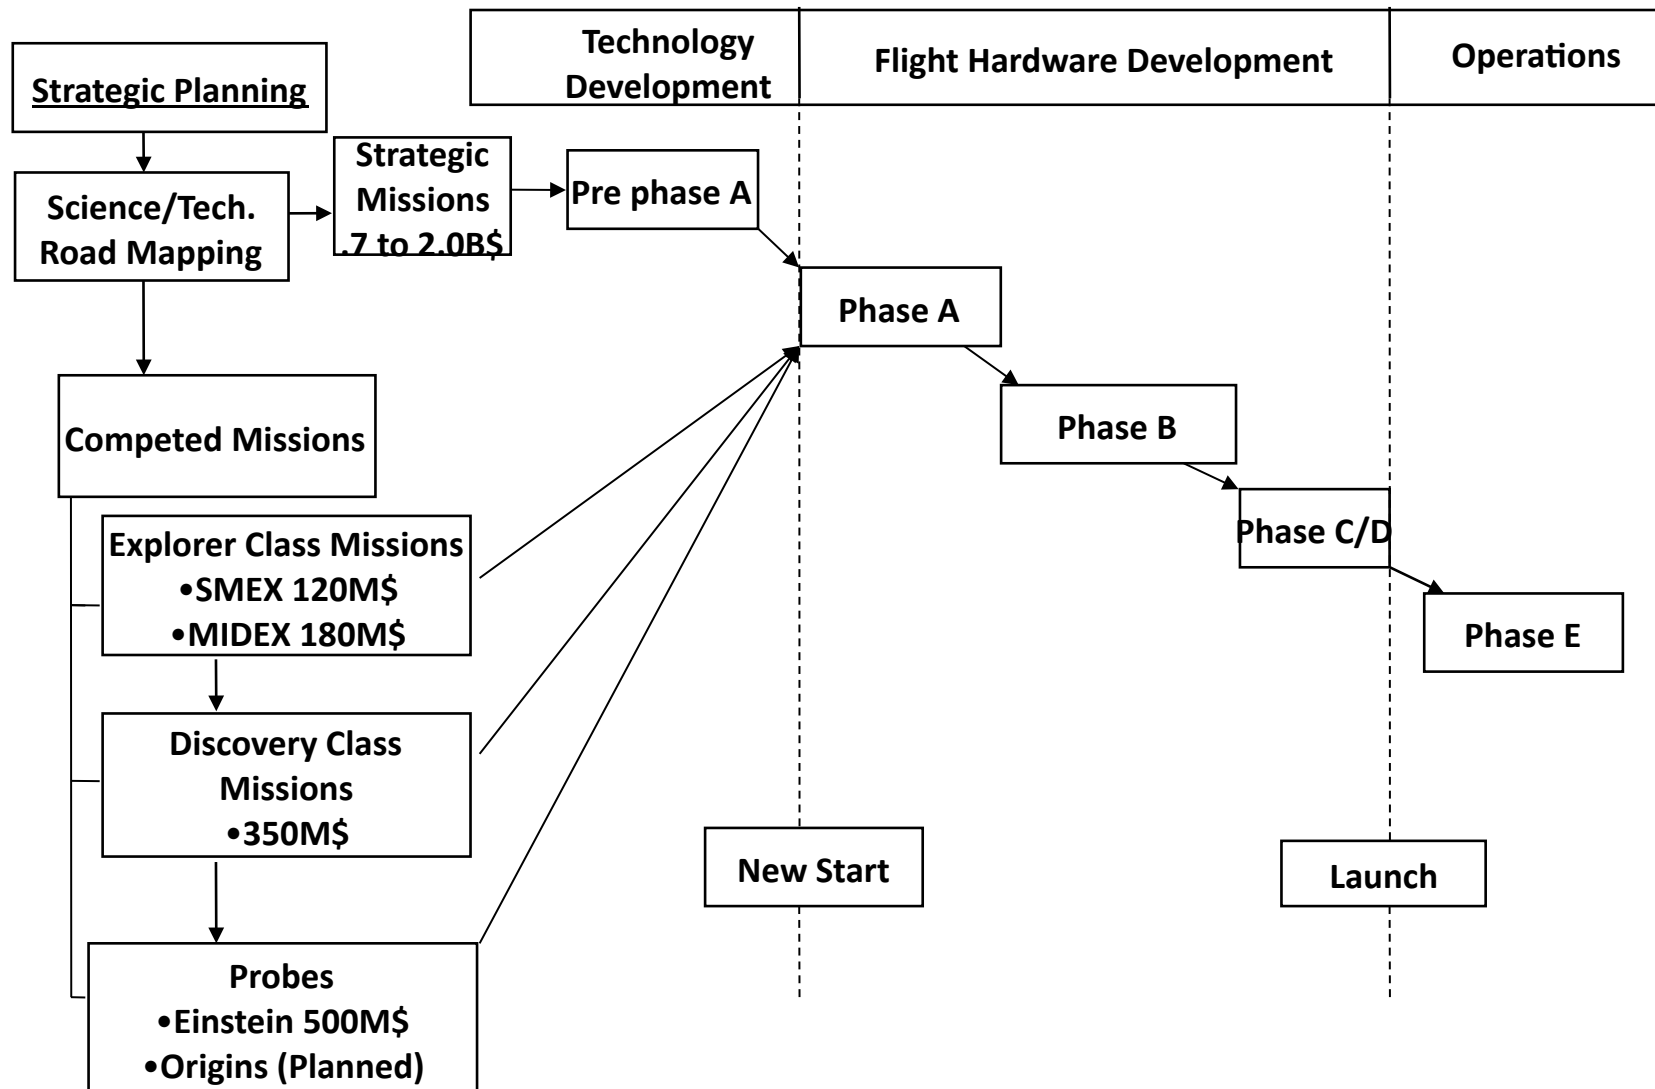 Technology
Development
Flight Hardware Development
Operations
Strategic Planning
Science/Tech.
Road Mapping
Strategic
Missions
.7 to 2.0B$
Pre phase A
Phase A
Competed Missions
Phase B
Explorer Class Missions
•SMEX 120M$
•MIDEX 180M$
Phase C/D
Phase E
Discovery Class
Missions
•350M$
New Start
Launch
Probes
•Einstein 500M$
•Origins (Planned)